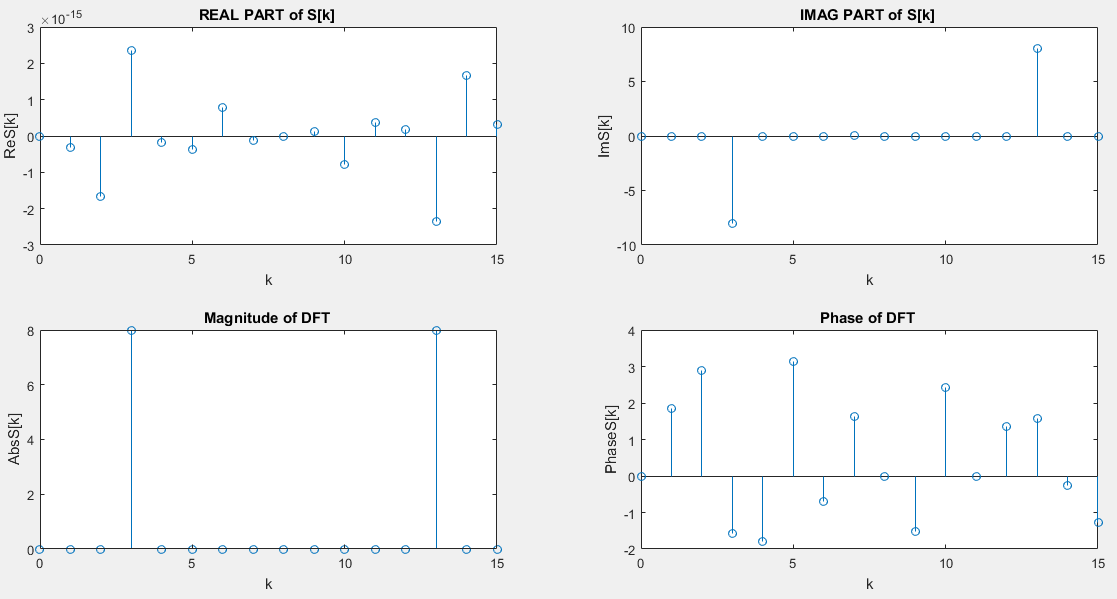 REAL PART of S[k]
×10-15
3
2
1
0
-1
-2
-3
ReS[k]
0 5 10 15
k
IMAG PART of S[k]
10
5
0
-5
-10
ImS[k]
0 5 10 15
k
Magnitude of DFT
8
6
4
2
0
AbsS[k]
0 5 10 15
k
Phase of DFT
4
3
2
1
0
-1
-2
PhaseS[k]
0 5 10 15
k